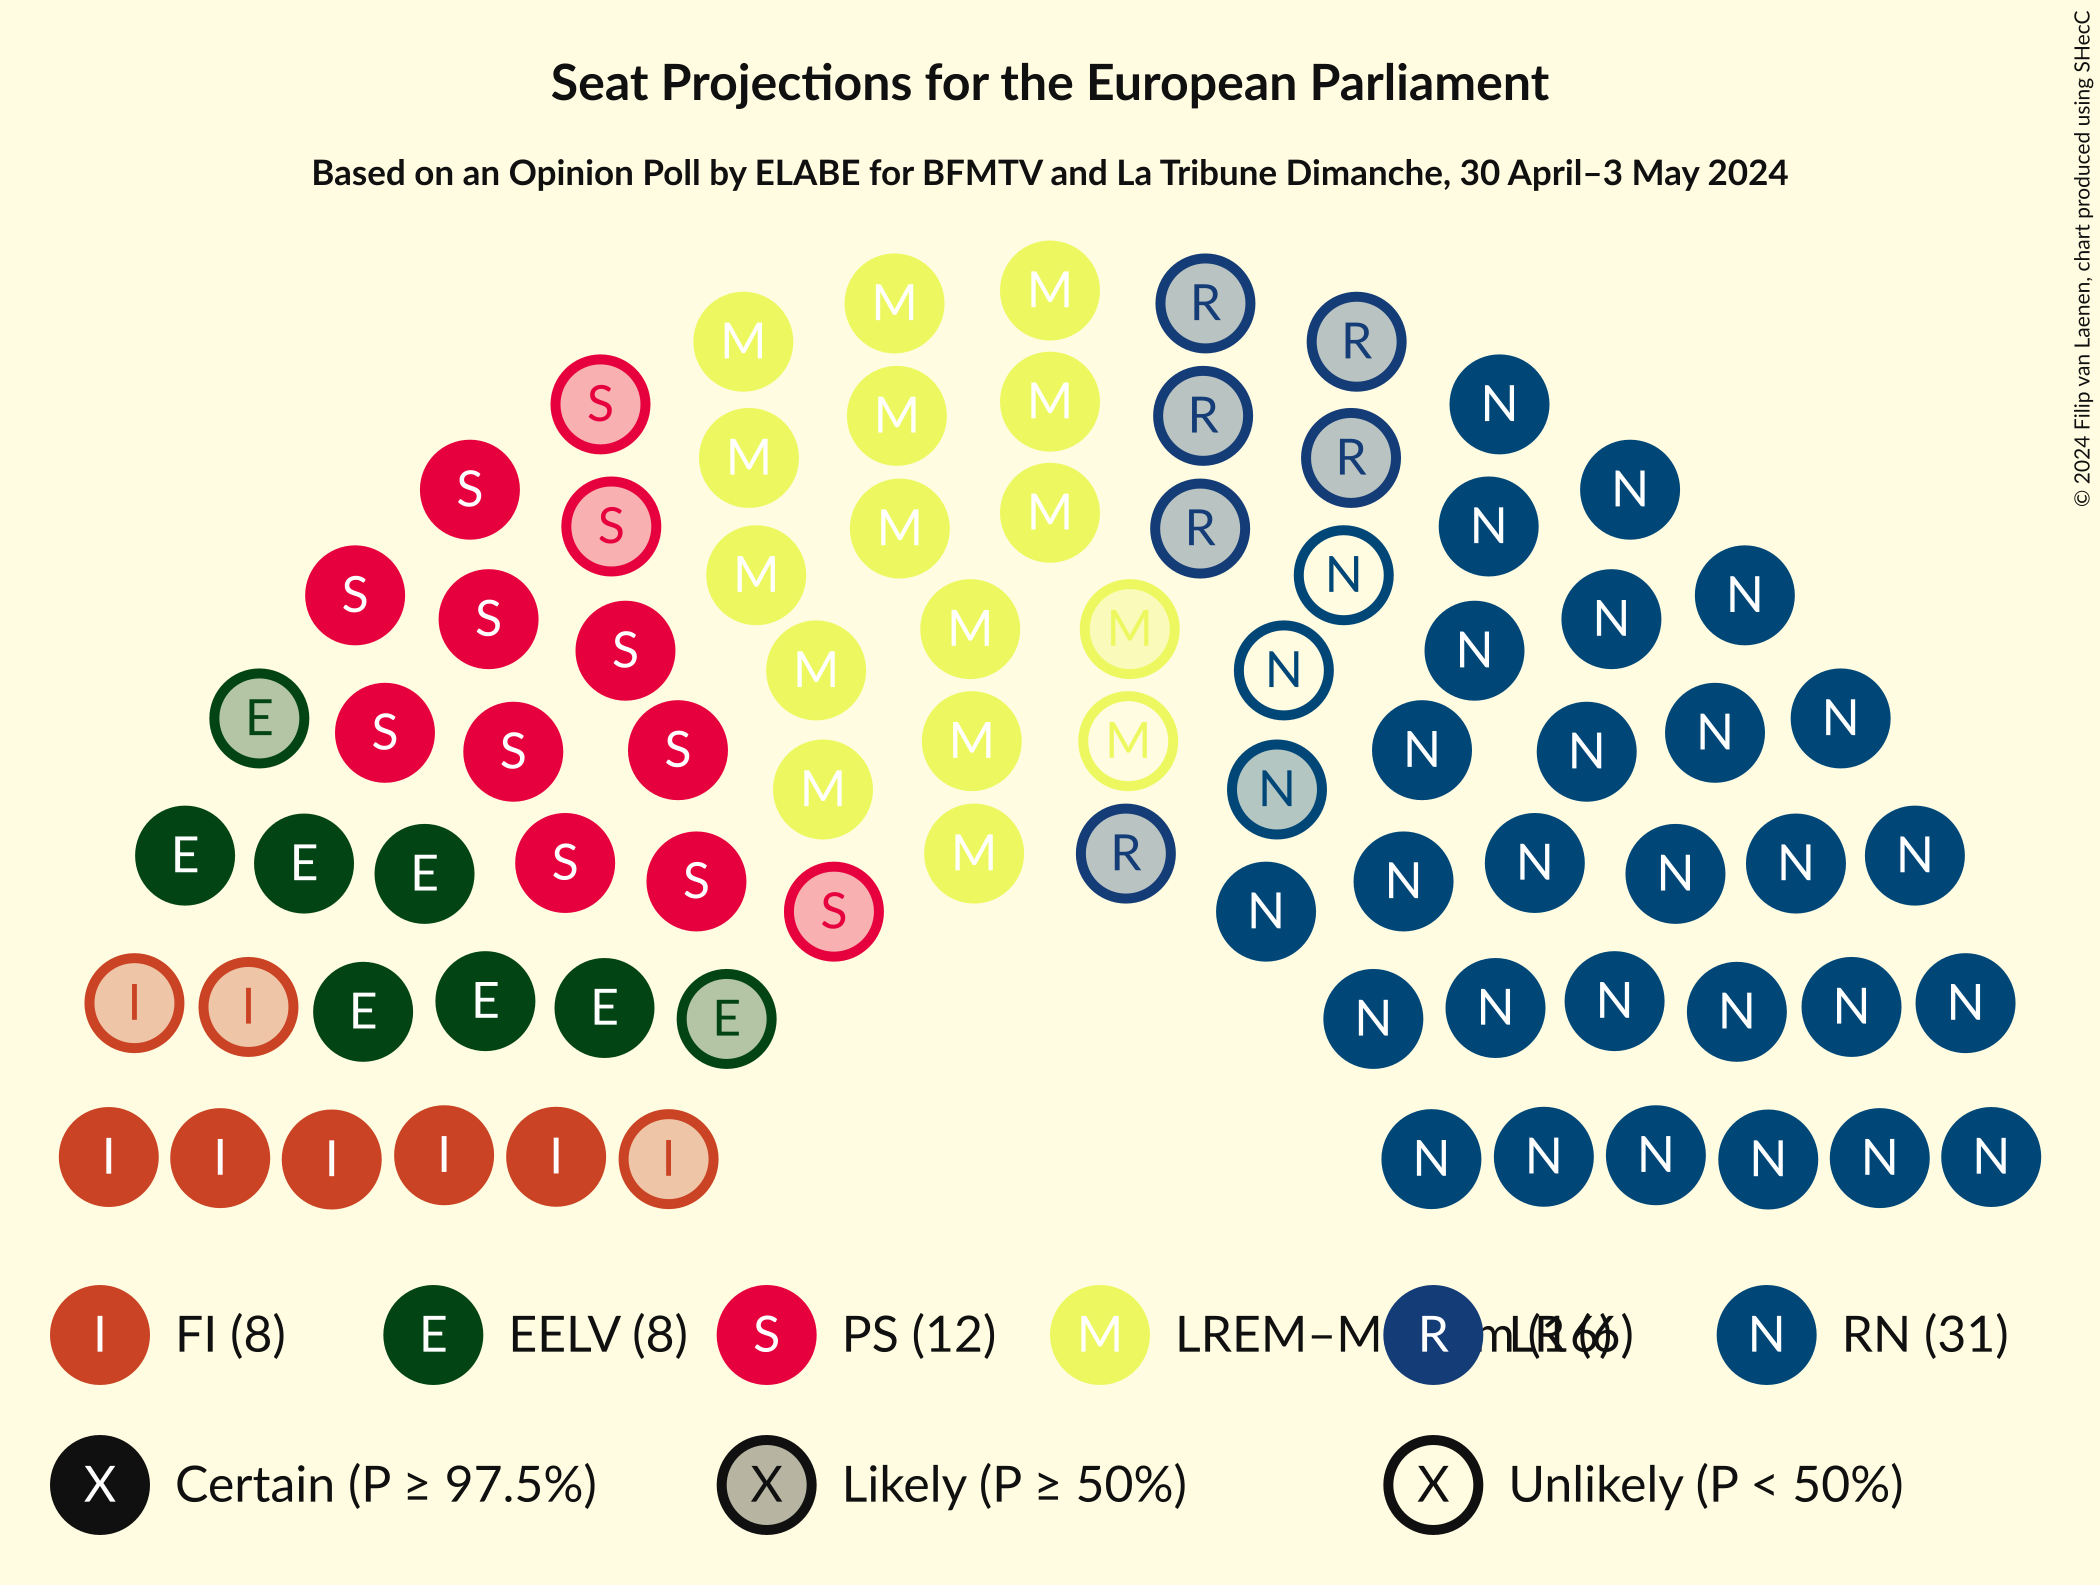 Seat Projections for the European Parliament
Based on an Opinion Poll by ELABE for BFMTV and La Tribune Dimanche, 30 April–3 May 2024
© 2024 Filip van Laenen, chart produced using SHecC
M M M R R
S M M M R R N
S S M M M R N N N
S S S M M M N N N N N
E S S S M M M N N N N N
E E E S S S M R N N N N N N N
I I E E E E N N N N N N
I I I I I I N N N N N N
I FI (8) E EELV (8) S PS (12) M LREM–M m (16) R LR (6) N RN (31)
X Certain (P ≥ 97.5%) X Likely (P ≥ 50%) X Unlikely (P < 50%)